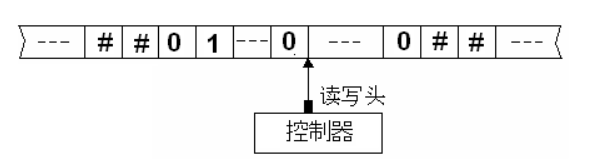 --- # # 0 1 --- 0 --- 0 # # ---
读写头
控制器